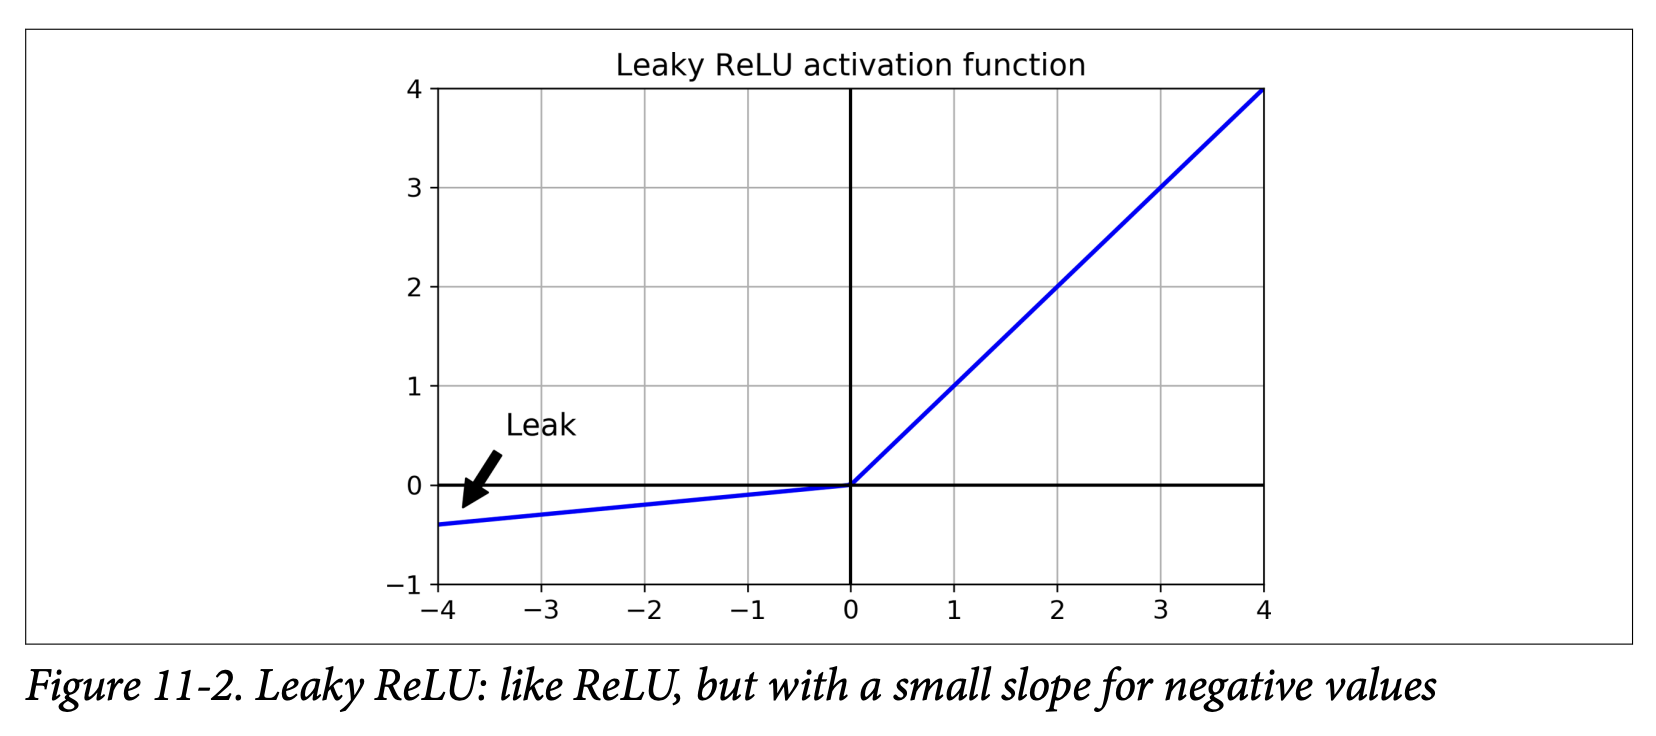 Leaky ReLU activation function
4
3
2
1
Leak
0
−1
−4 −3 −2 −1 0 1 2 3 4
Figure 11-2. Leaky ReLU: like ReLU, but with a small slope for negative values